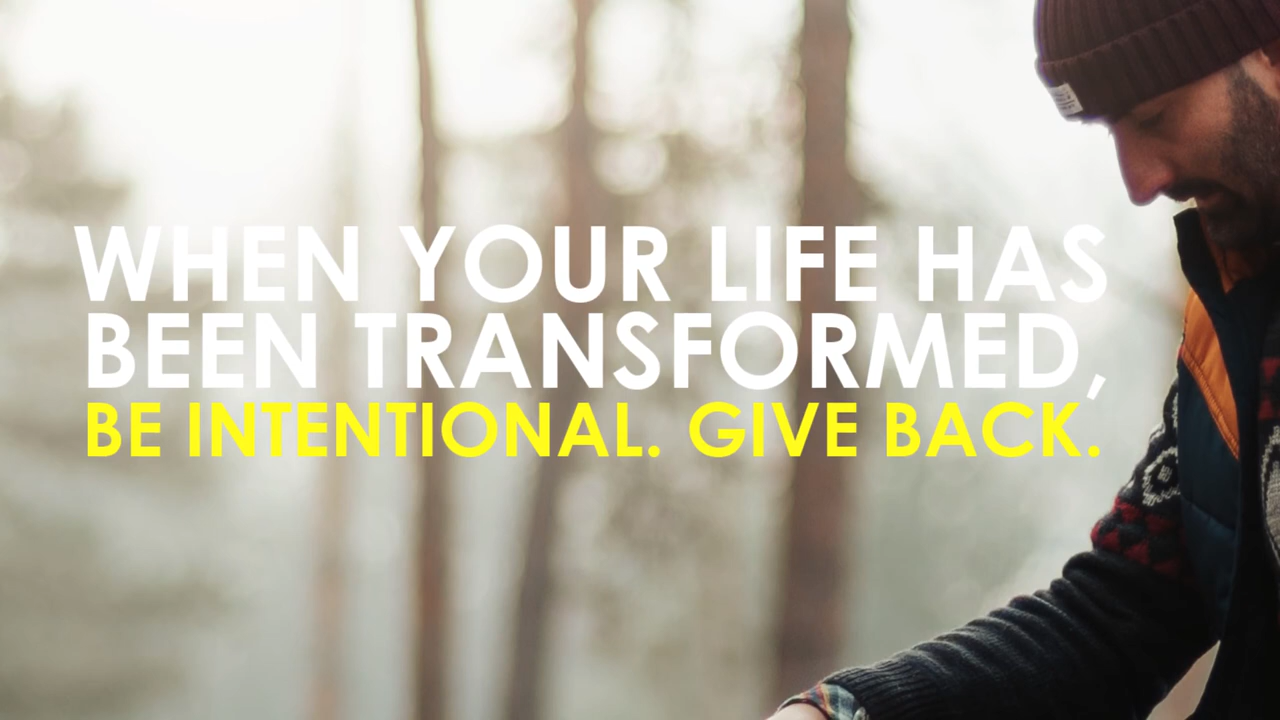 WHEN YOUR LIFE HAS
BEEN TRANSFORMED,
BE INTENTIONAL. GIVE BACK.